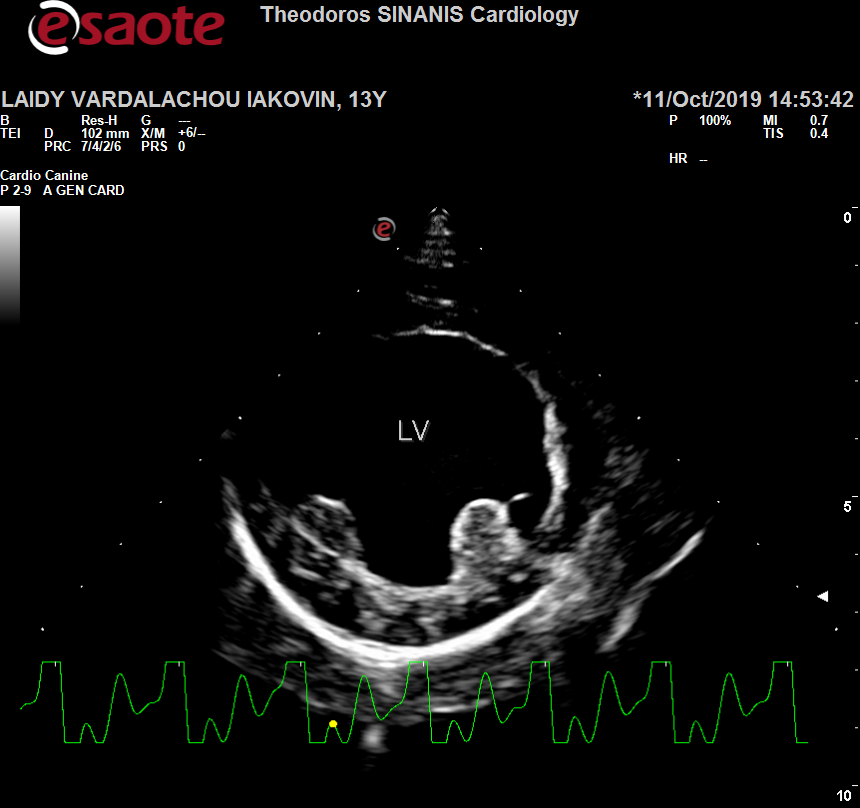 esaote
Theodoros SINANIS Cardiology
LAIDY VARDALACHOU IAKOVIN, 13Y
*11/Oct/2019 14:53:42
B Res-H G ---
TEI D 102 mm X/M +6/--
PRC 7/4/2/6 PRS 0
P 100% MI 0.7
TIS 0.4
HR --
Cardio Canine
P 2-9 A GEN CARD
e
0
LV
5
10